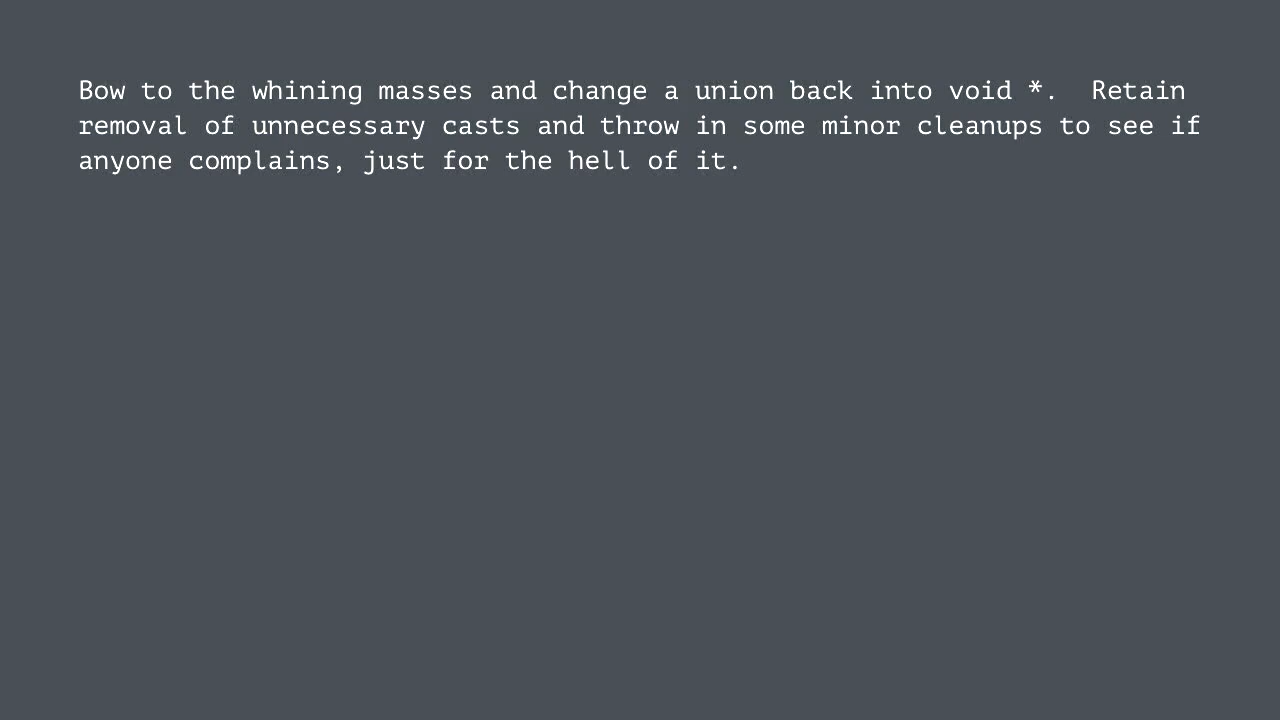 Bow to the whining masses and change a union back into void *.  Retain
removal of unnecessary casts and throw in some minor cleanups to see if
anyone complains, just for the hell of it.